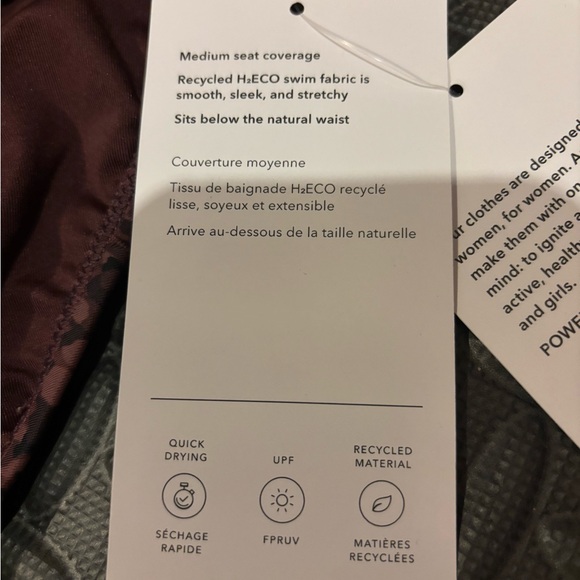 Medium seat coverage
Recycled H₂ECO swim fabric is
smooth, sleek, and stretchy
Sits below the natural waist
Couverture moyenne
Tissu de baignade H₂ECO recyclé
lisse, soyeux et extensible
Arrive au-dessous de la taille naturelle
QUICK
DRYING
UPF
RECYCLED
MATERIAL
SÉCHAGE
RAPIDE
FPRUV
MATIÈRES
RECYCLÉES
clothes are designed
women, for women. A
make them with
mind: to ignite a
active,
and girls.